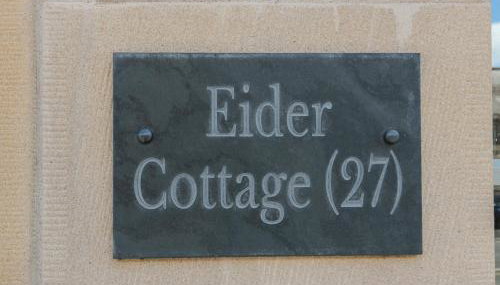 Eider
Cottage (27)